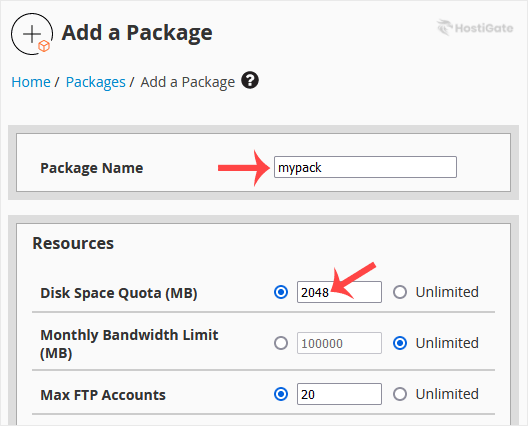 Add a Package
HostiGate
Home / Packages / Add a Package ?
Package Name mypack
Resources
Disk Space Quota (MB) 2048 Unlimited
Monthly Bandwidth Limit
(MB) 100000 Unlimited
Max FTP Accounts 20 Unlimited